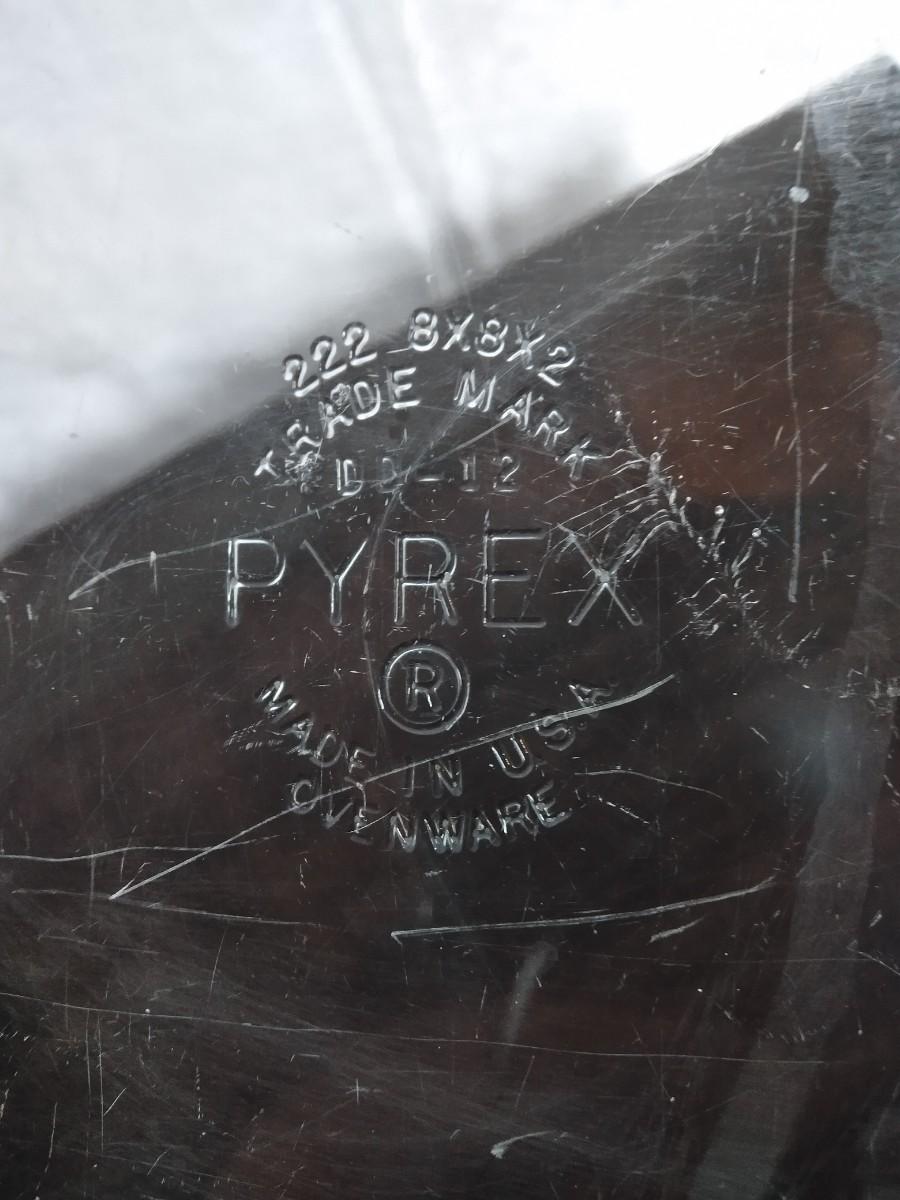 222 8X8X2
TRADE MARK
PYREX
®
MADE IN USA
OVENWARE